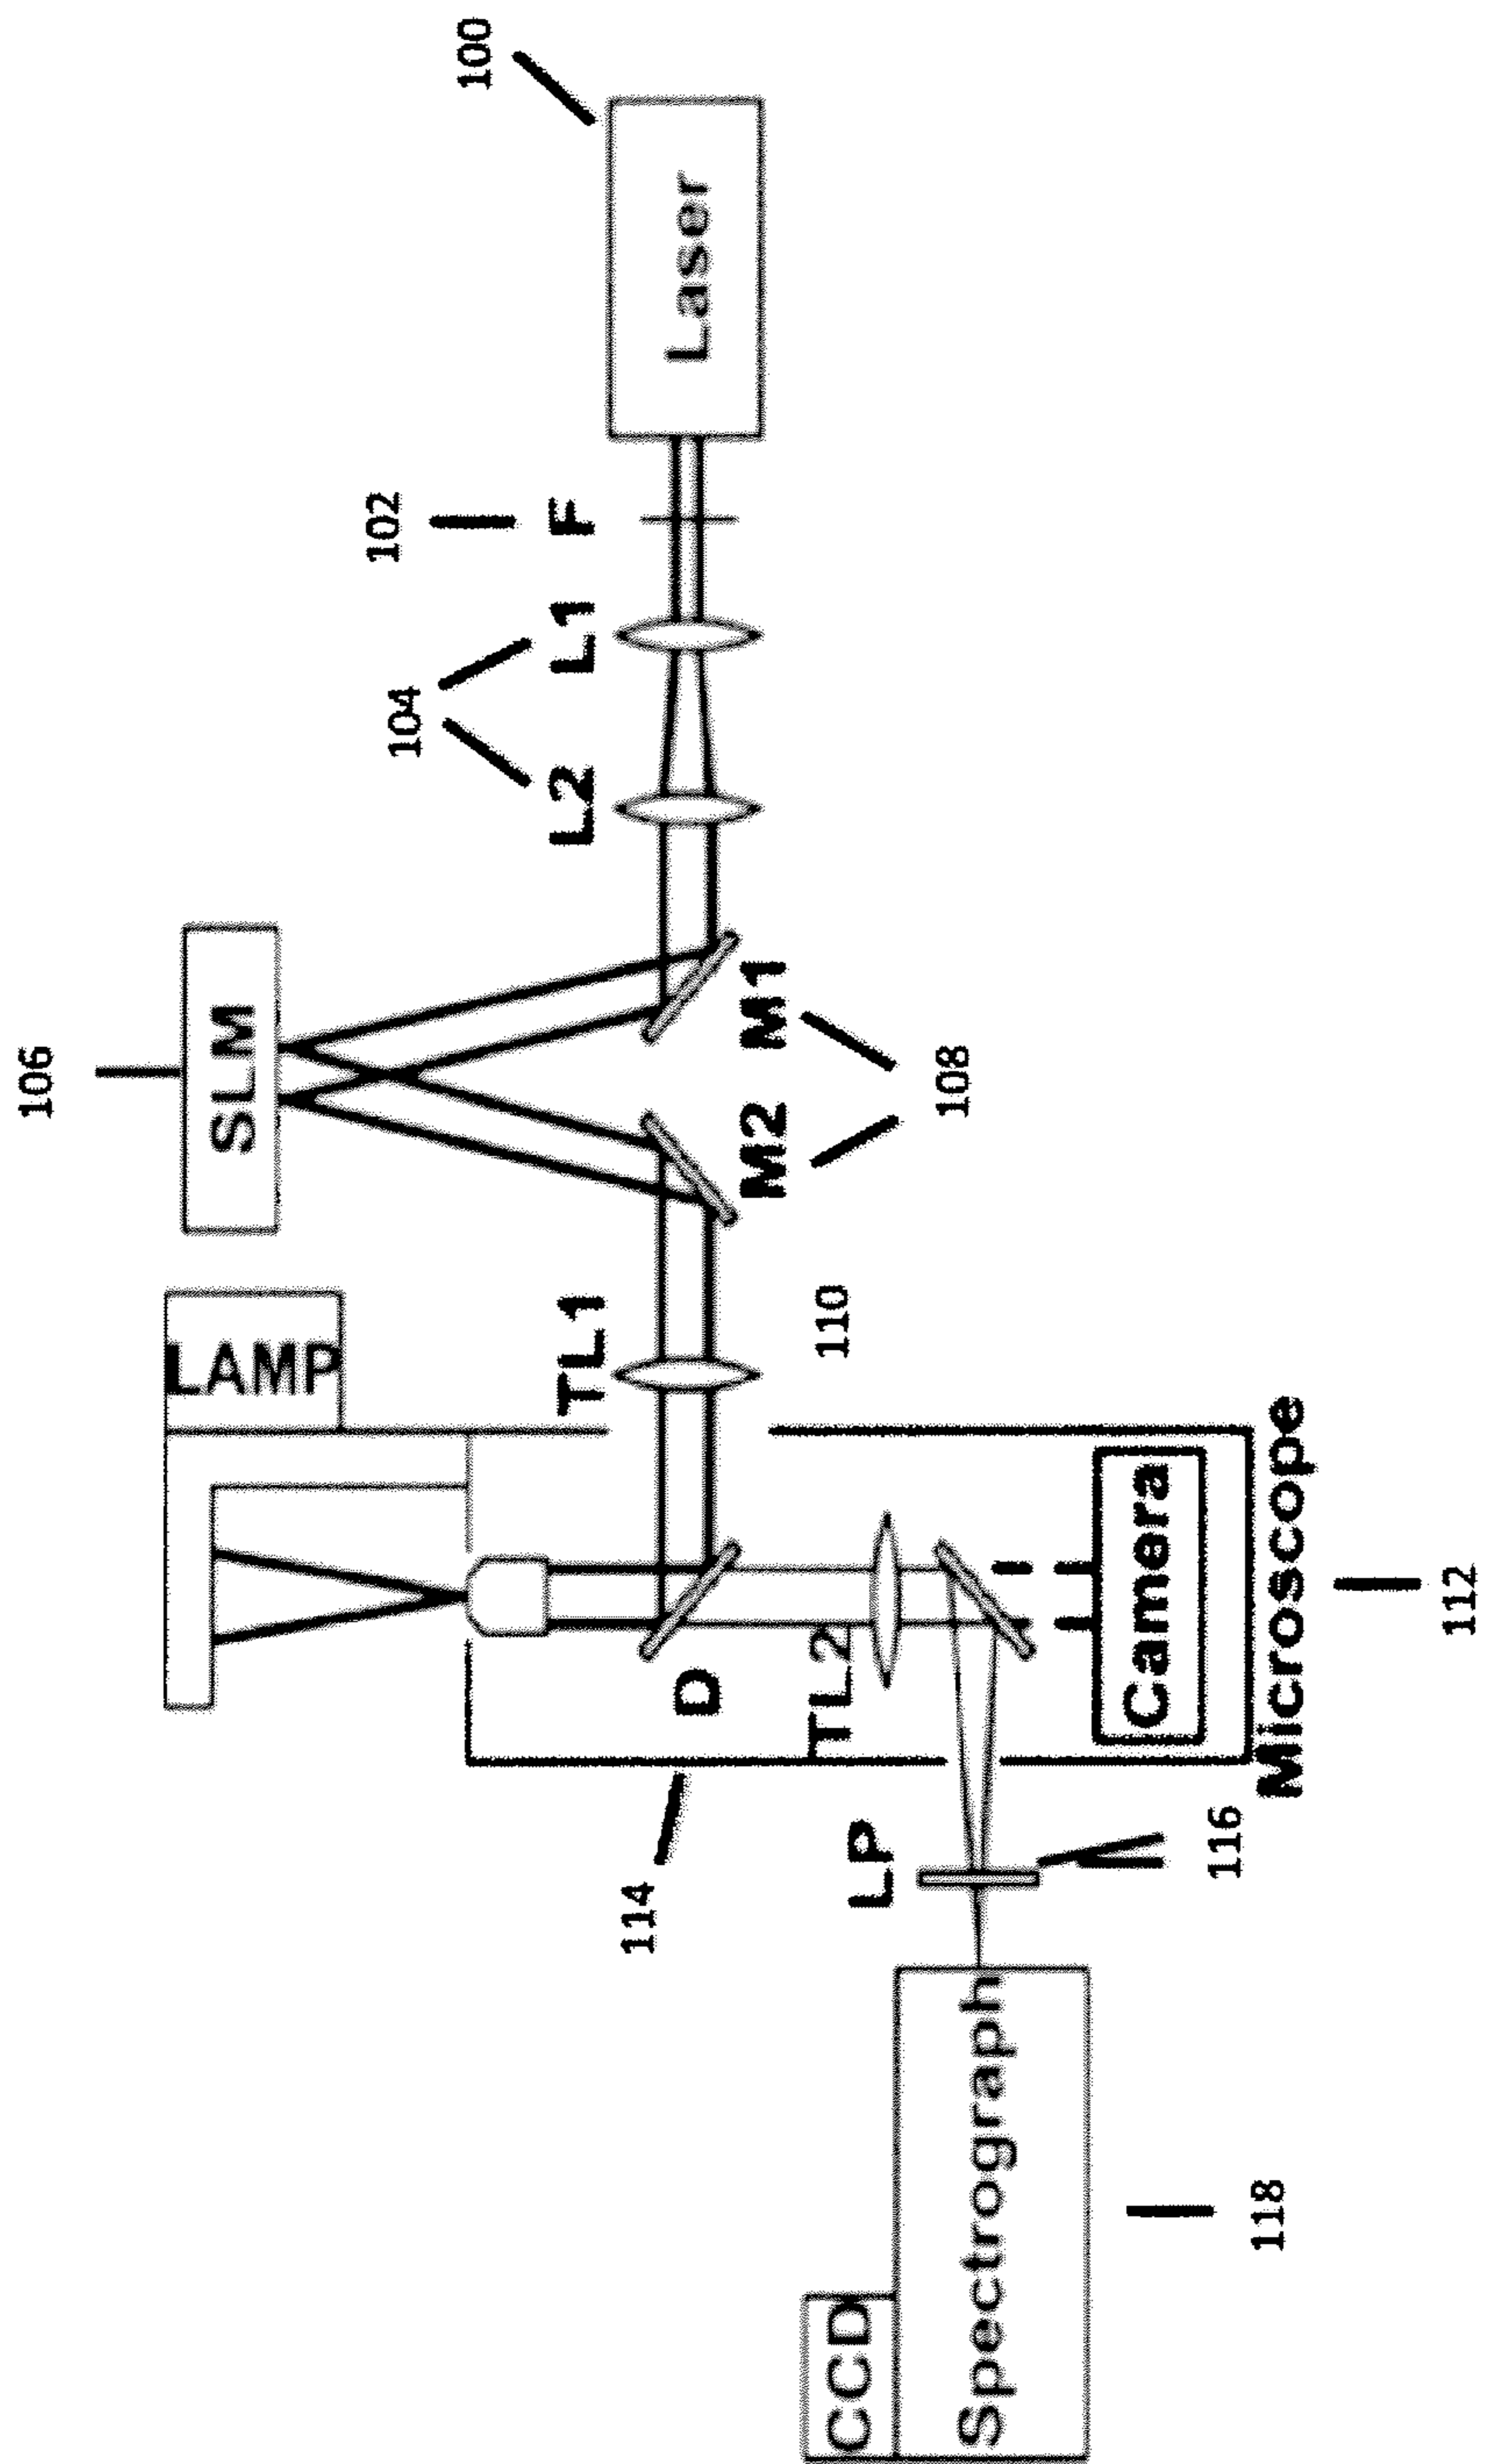 106
SLM
LAMP
100
Laser
102
F
104
L1
L2
M1
M2
108
TL1
110
D
TL2
Camera
Microscope
112
114
LP
116
CCD
Spectrograph
118